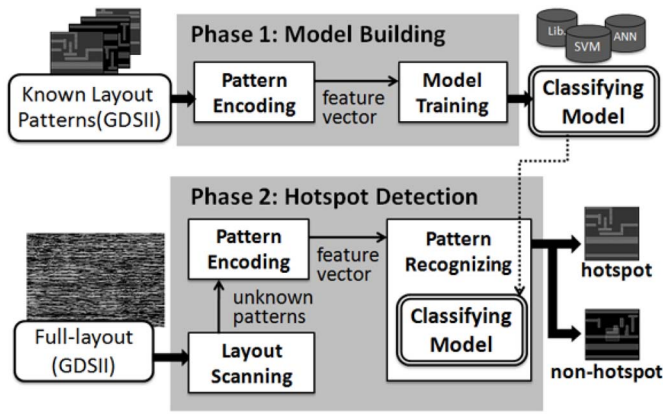 Phase 1: Model Building
Lib.
SVM
ANN
Known Layout
Patterns(GDSII)
Pattern
Encoding
feature
vector
Model
Training
Classifying
Model
Phase 2: Hotspot Detection
Pattern
Encoding
feature
vector
Pattern
Recognizing
hotspot
unknown
patterns
Full-layout
(GDSII)
Layout
Scanning
Classifying
Model
non-hotspot